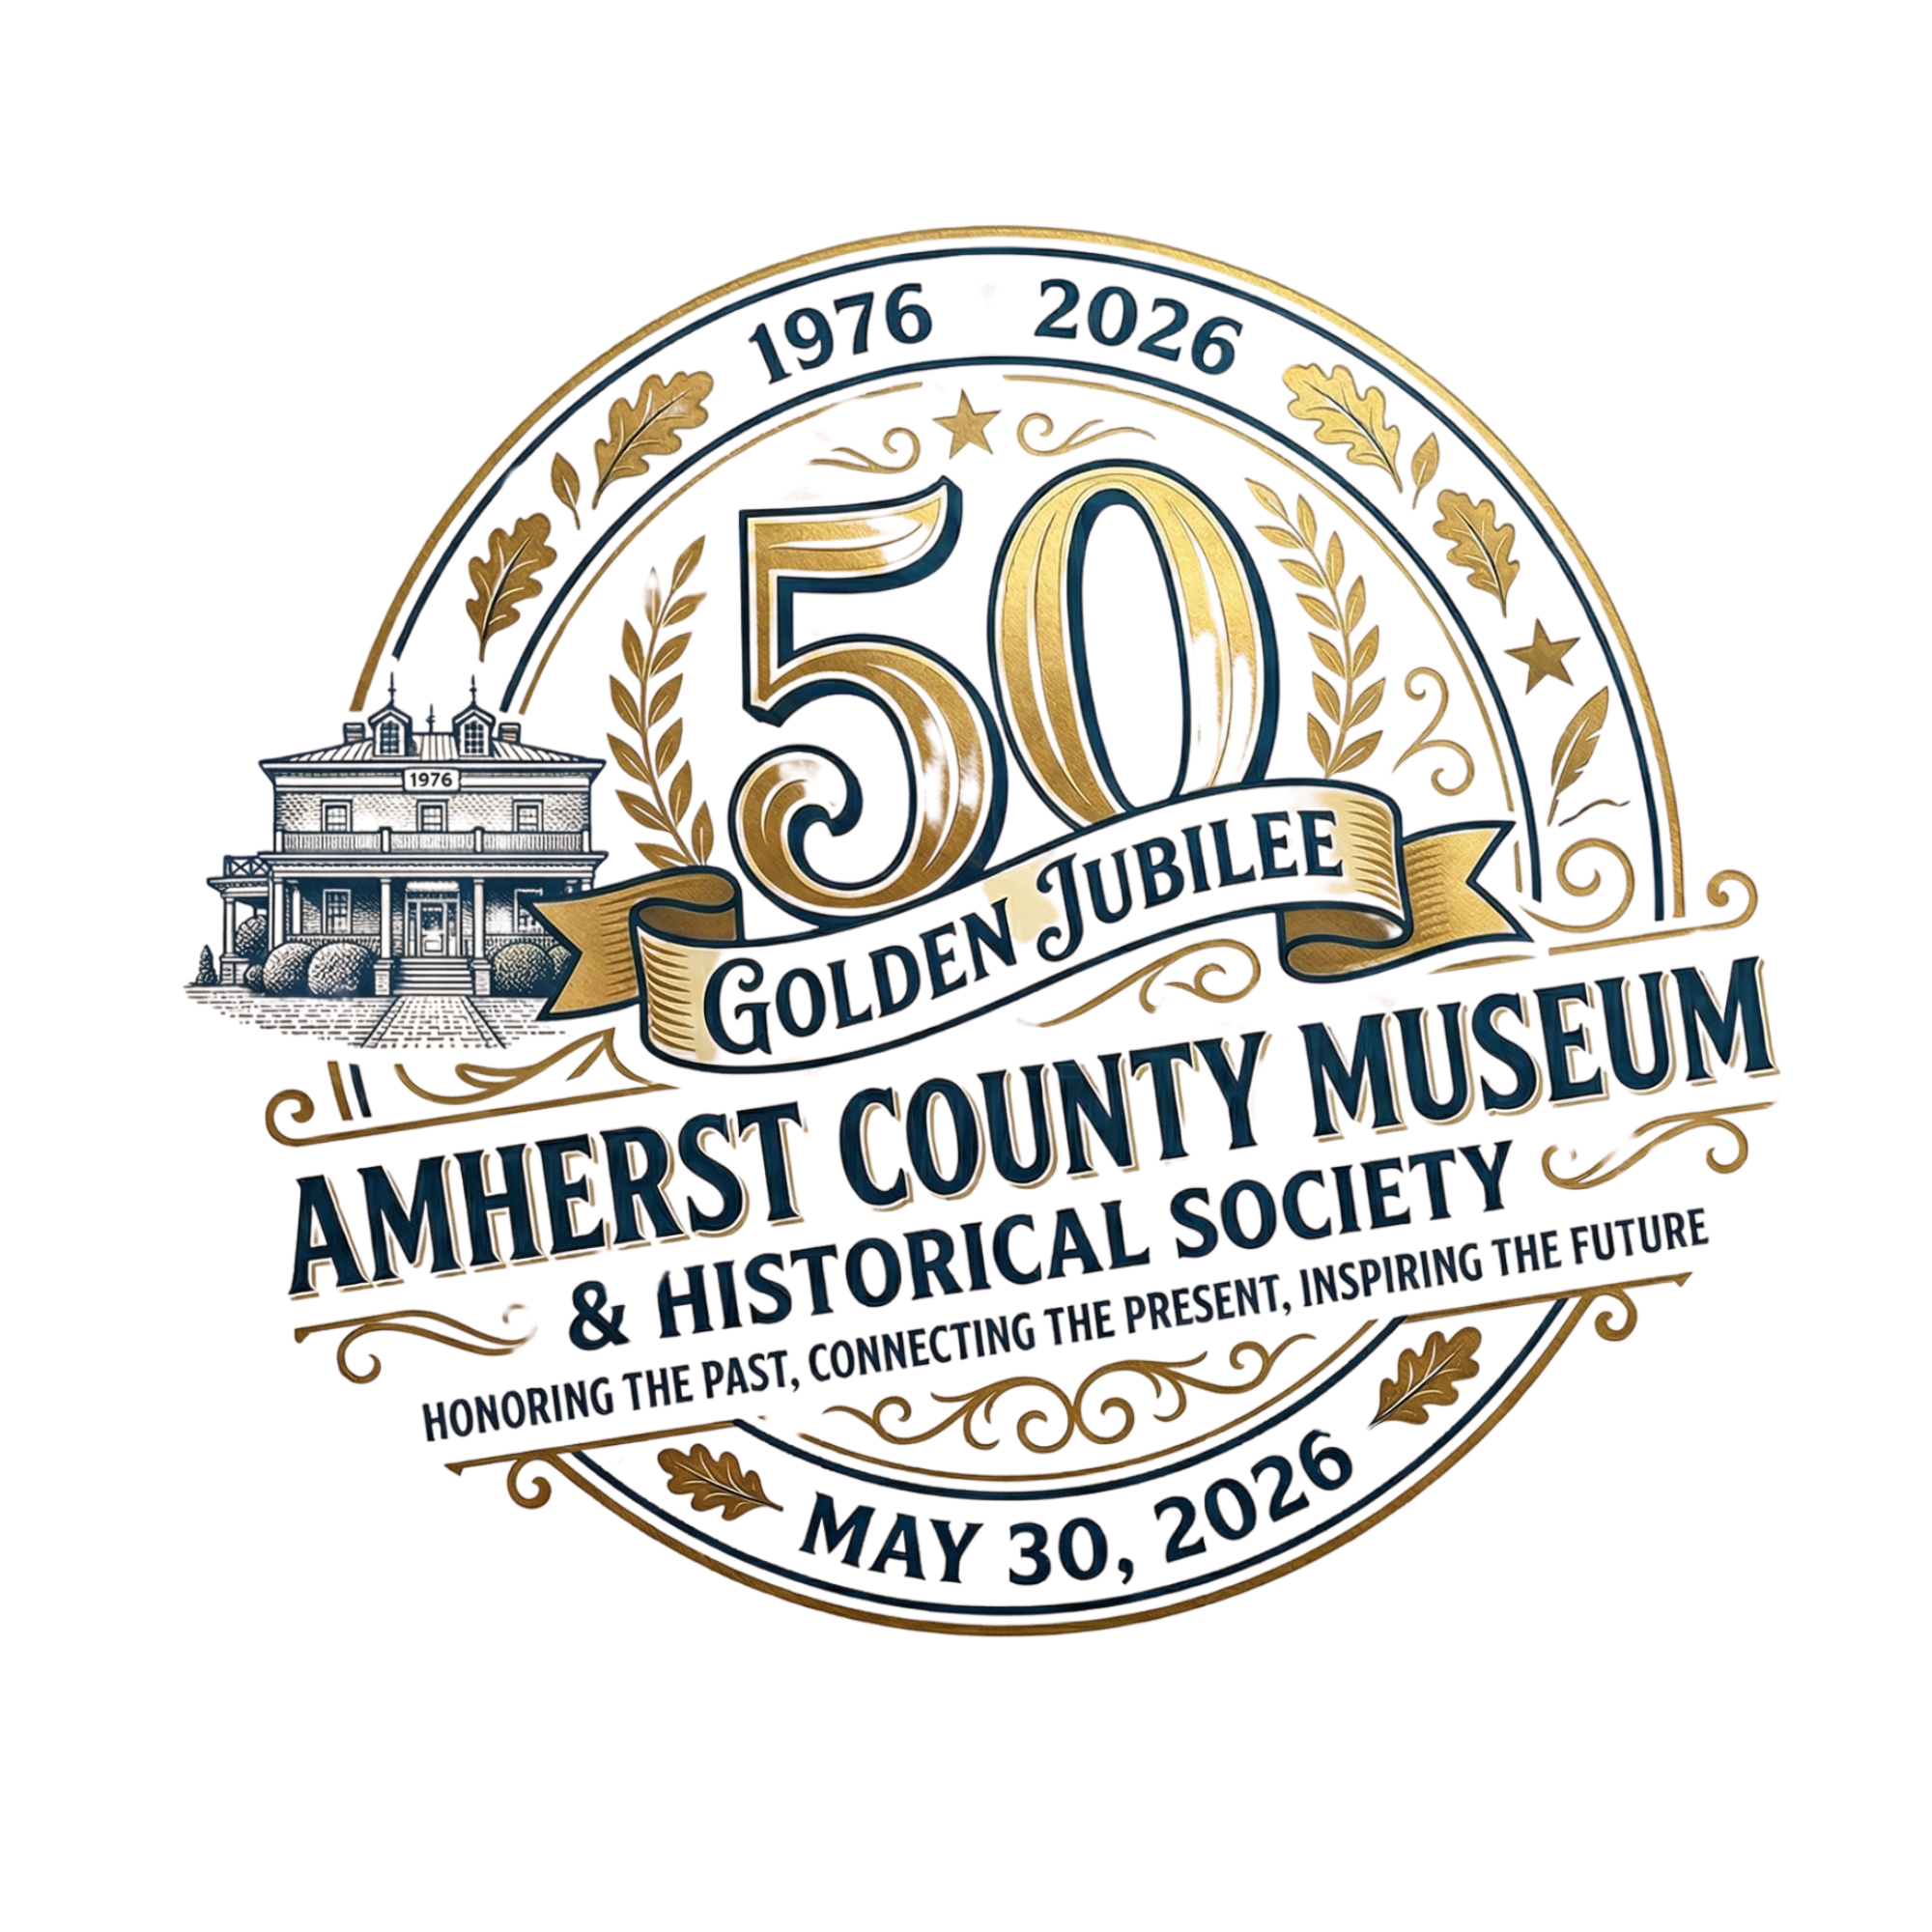 1976 2026
50
1976
GOLDEN JUBILEE
AMHERST COUNTY MUSEUM
& HISTORICAL SOCIETY
HONORING THE PAST, CONNECTING THE PRESENT, INSPIRING THE FUTURE
MAY 30, 2026